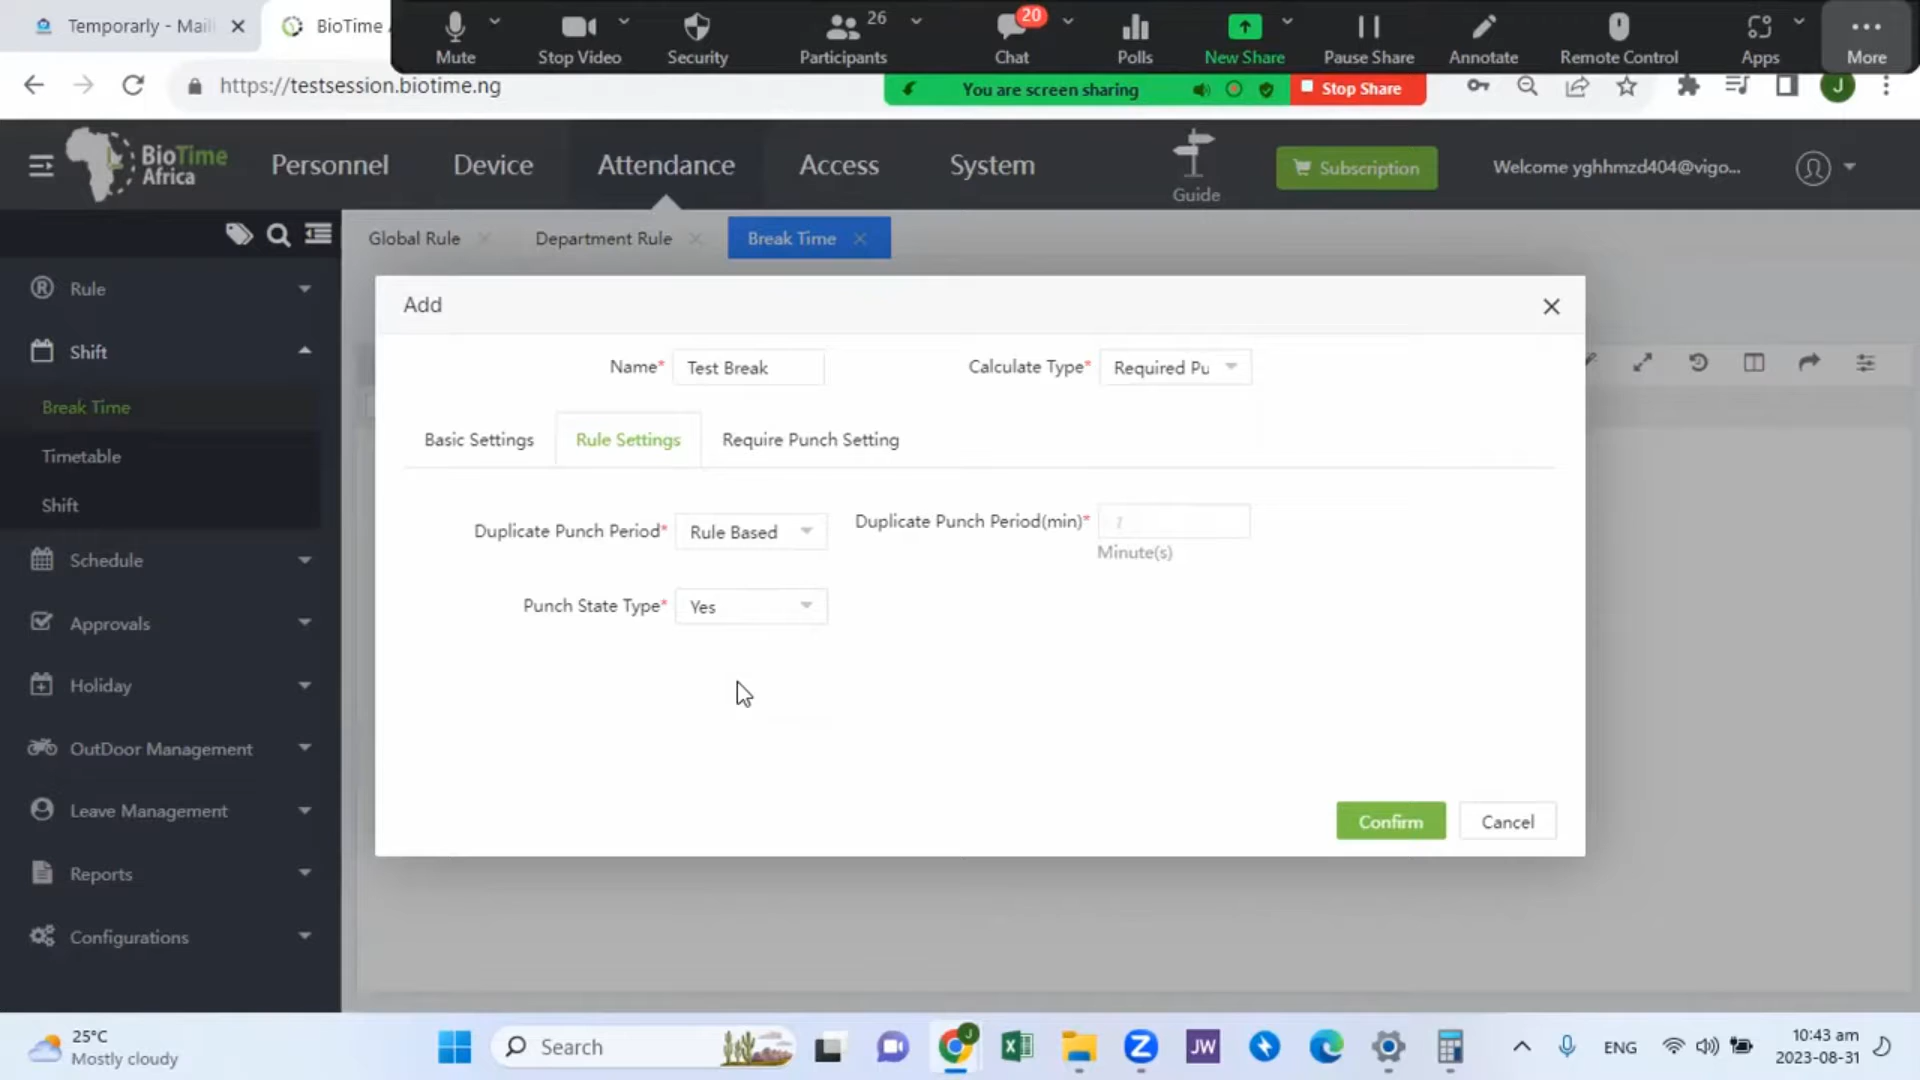 Temporarly - Mail
BioTime
Mute
Stop Video
Security
Participants
26
Chat
20
Polls
New Share
Pause Share
Annotate
Remote Control
Apps
More
https://testsession.biotime.ng
You are screen sharing
Stop Share
J
BioTime Africa
Personnel
Device
Attendance
Access
System
Guide
Subscription
Welcome yghhmzd404@vigo...
Global Rule
Department Rule
Break Time
Rule
Shift
Break Time
Timetable
Shift
Schedule
Approvals
Holiday
OutDoor Management
Leave Management
Reports
Configurations
Add
Name*
Test Break
Calculate Type*
Required Pu
Basic Settings
Rule Settings
Require Punch Setting
Duplicate Punch Period*
Rule Based
Duplicate Punch Period(min)*
Minute(s)
Punch State Type*
Yes
Confirm
Cancel
25°C
Mostly cloudy
Search
J
JW
ENG
10:43 am
2023-08-31